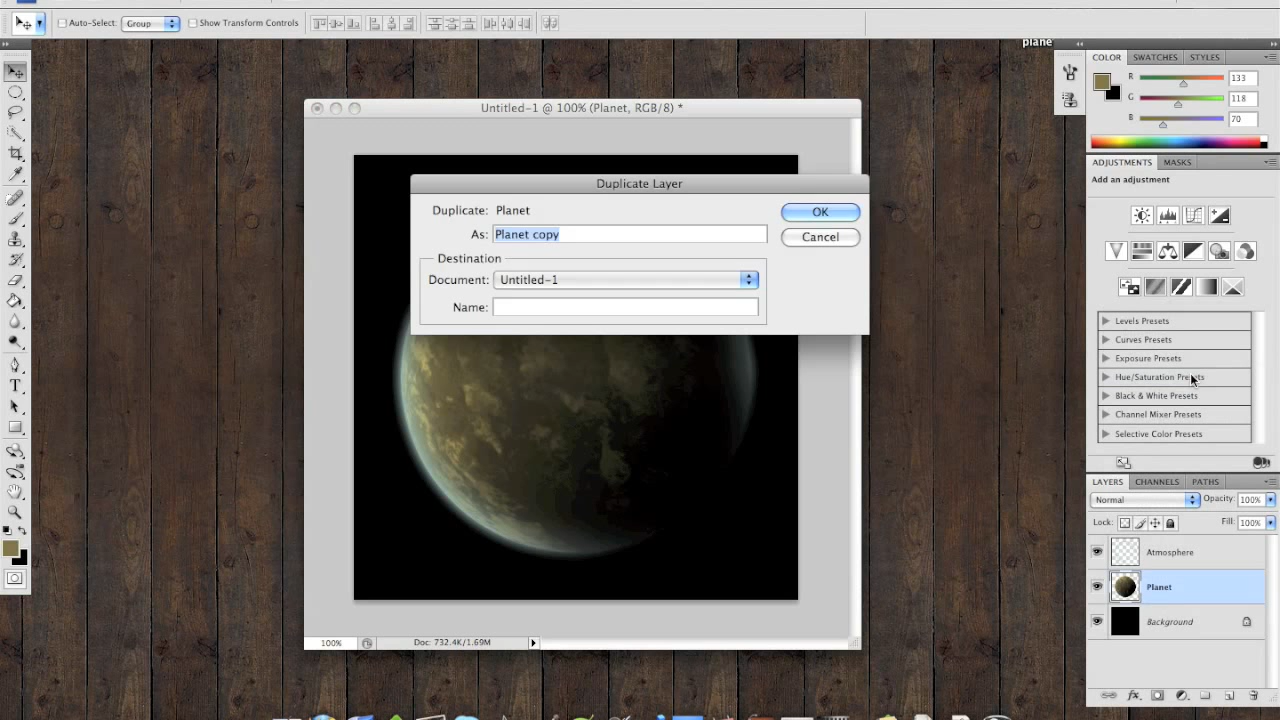 Auto-Select:
Group
Show Transform Controls
plane
Untitled-1 @ 100% (Planet, RGB/8) *
Duplicate Layer
Duplicate: Planet
OK
As: Planet copy
Cancel
Destination
Document: Untitled-1
Name:
100%
Doc: 732.4K/1.69M
COLOR SWATCHES STYLES
R 133
G 118
B 70
ADJUSTMENTS MASKS
Add an adjustment
Levels Presets
Curves Presets
Exposure Presets
Hue/Saturation Presets
Black & White Presets
Channel Mixer Presets
Selective Color Presets
LAYERS CHANNELS PATHS
Normal Opacity: 100%
Lock: Fill: 100%
Atmosphere
Planet
Background